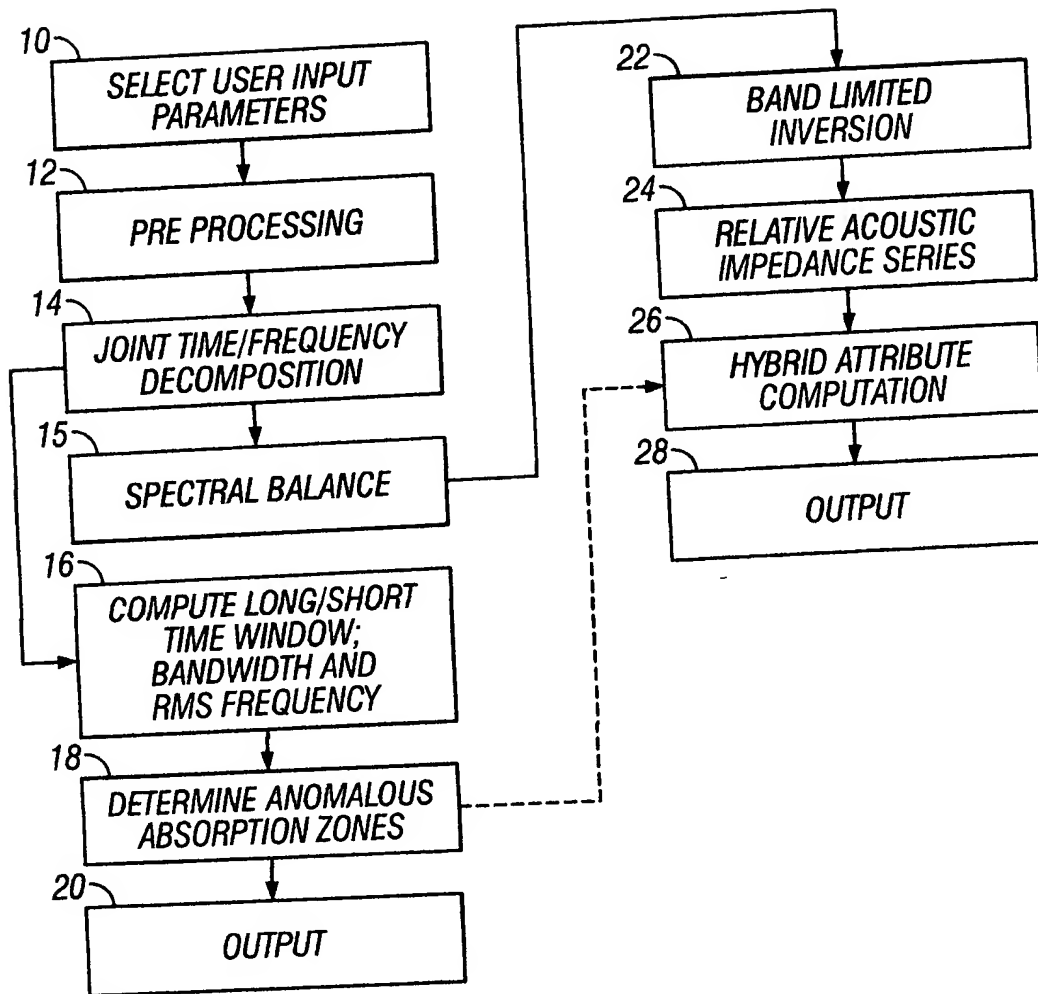 10
SELECT USER INPUT
PARAMETERS
12
PRE PROCESSING
14
JOINT TIME/FREQUENCY
DECOMPOSITION
15
SPECTRAL BALANCE
16
COMPUTE LONG/SHORT
TIME WINDOW;
BANDWIDTH AND
RMS FREQUENCY
18
DETERMINE ANOMALOUS
ABSORPTION ZONES
20
OUTPUT
22
BAND LIMITED
INVERSION
24
RELATIVE ACOUSTIC
IMPEDANCE SERIES
26
HYBRID ATTRIBUTE
COMPUTATION
28
OUTPUT